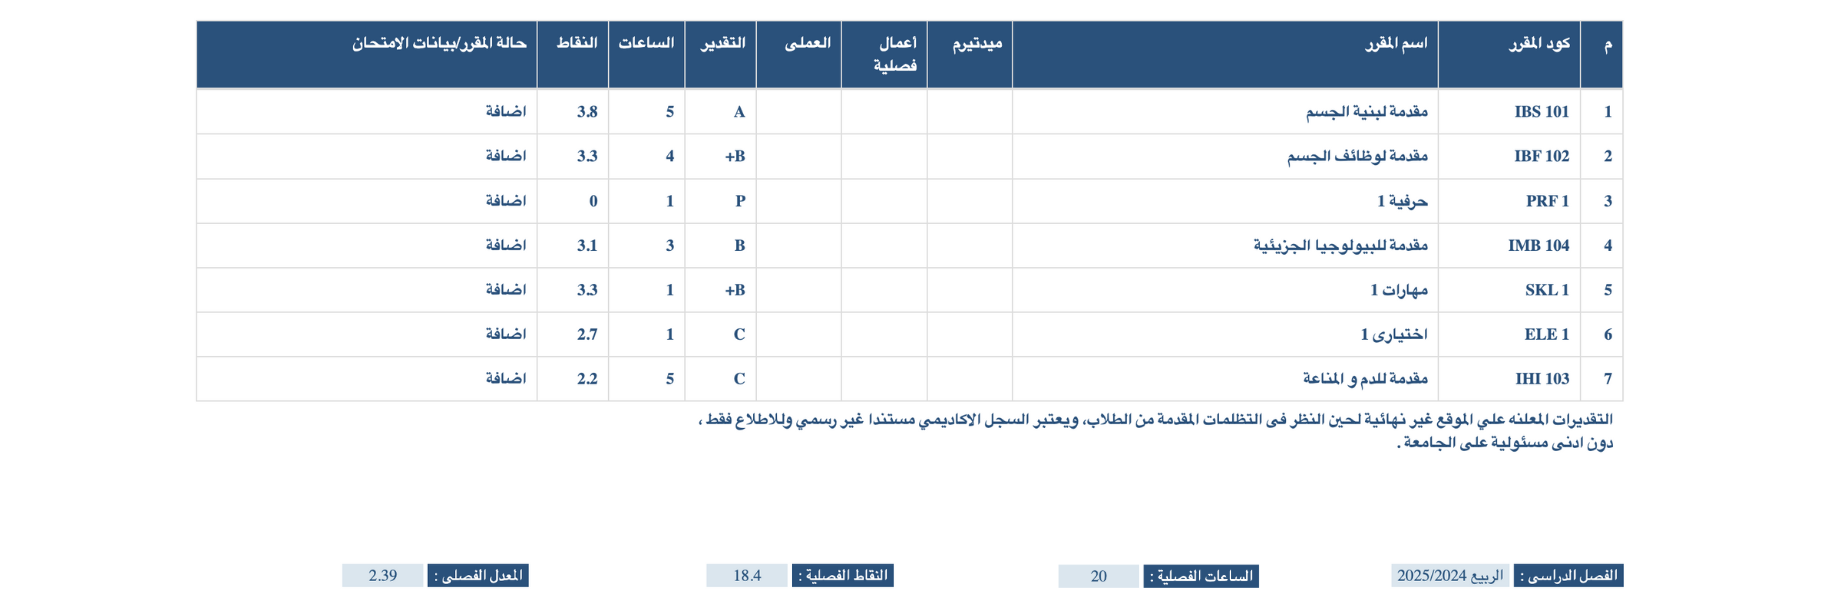 م كود المقرر اسم المقرر ميدتيرم أعمال فصلية العملى التقدير الساعات النقاط حالة المقرر/بيانات الامتحان
1 IBS 101 مقدمة لبنية الجسم A 5 3.8 اضافة
2 IBF 102 مقدمة لوظائف الجسم B+ 4 3.3 اضافة
3 PRF 1 حرفية 1 P 1 0 اضافة
4 IMB 104 مقدمة للبيولوجيا الجزيئية B 3 3.1 اضافة
5 SKL 1 مهارات 1 B+ 1 3.3 اضافة
6 ELE 1 اختيارى 1 C 1 2.7 اضافة
7 IHI 103 مقدمة للدم و المناعة C 5 2.2 اضافة
التقديرات المعلنه علي الموقع غير نهائية لحين النظر فى التظلمات المقدمة من الطلاب، ويعتبر السجل الاكاديمي مستندا غير رسمي وللاطلاع فقط ،
دون ادنى مسئولية على الجامعة .
الفصل الدراسى : الربيع 2025/2024 الساعات الفصلية : 20 النقاط الفصلية : 18.4 المعدل الفصلى : 2.39